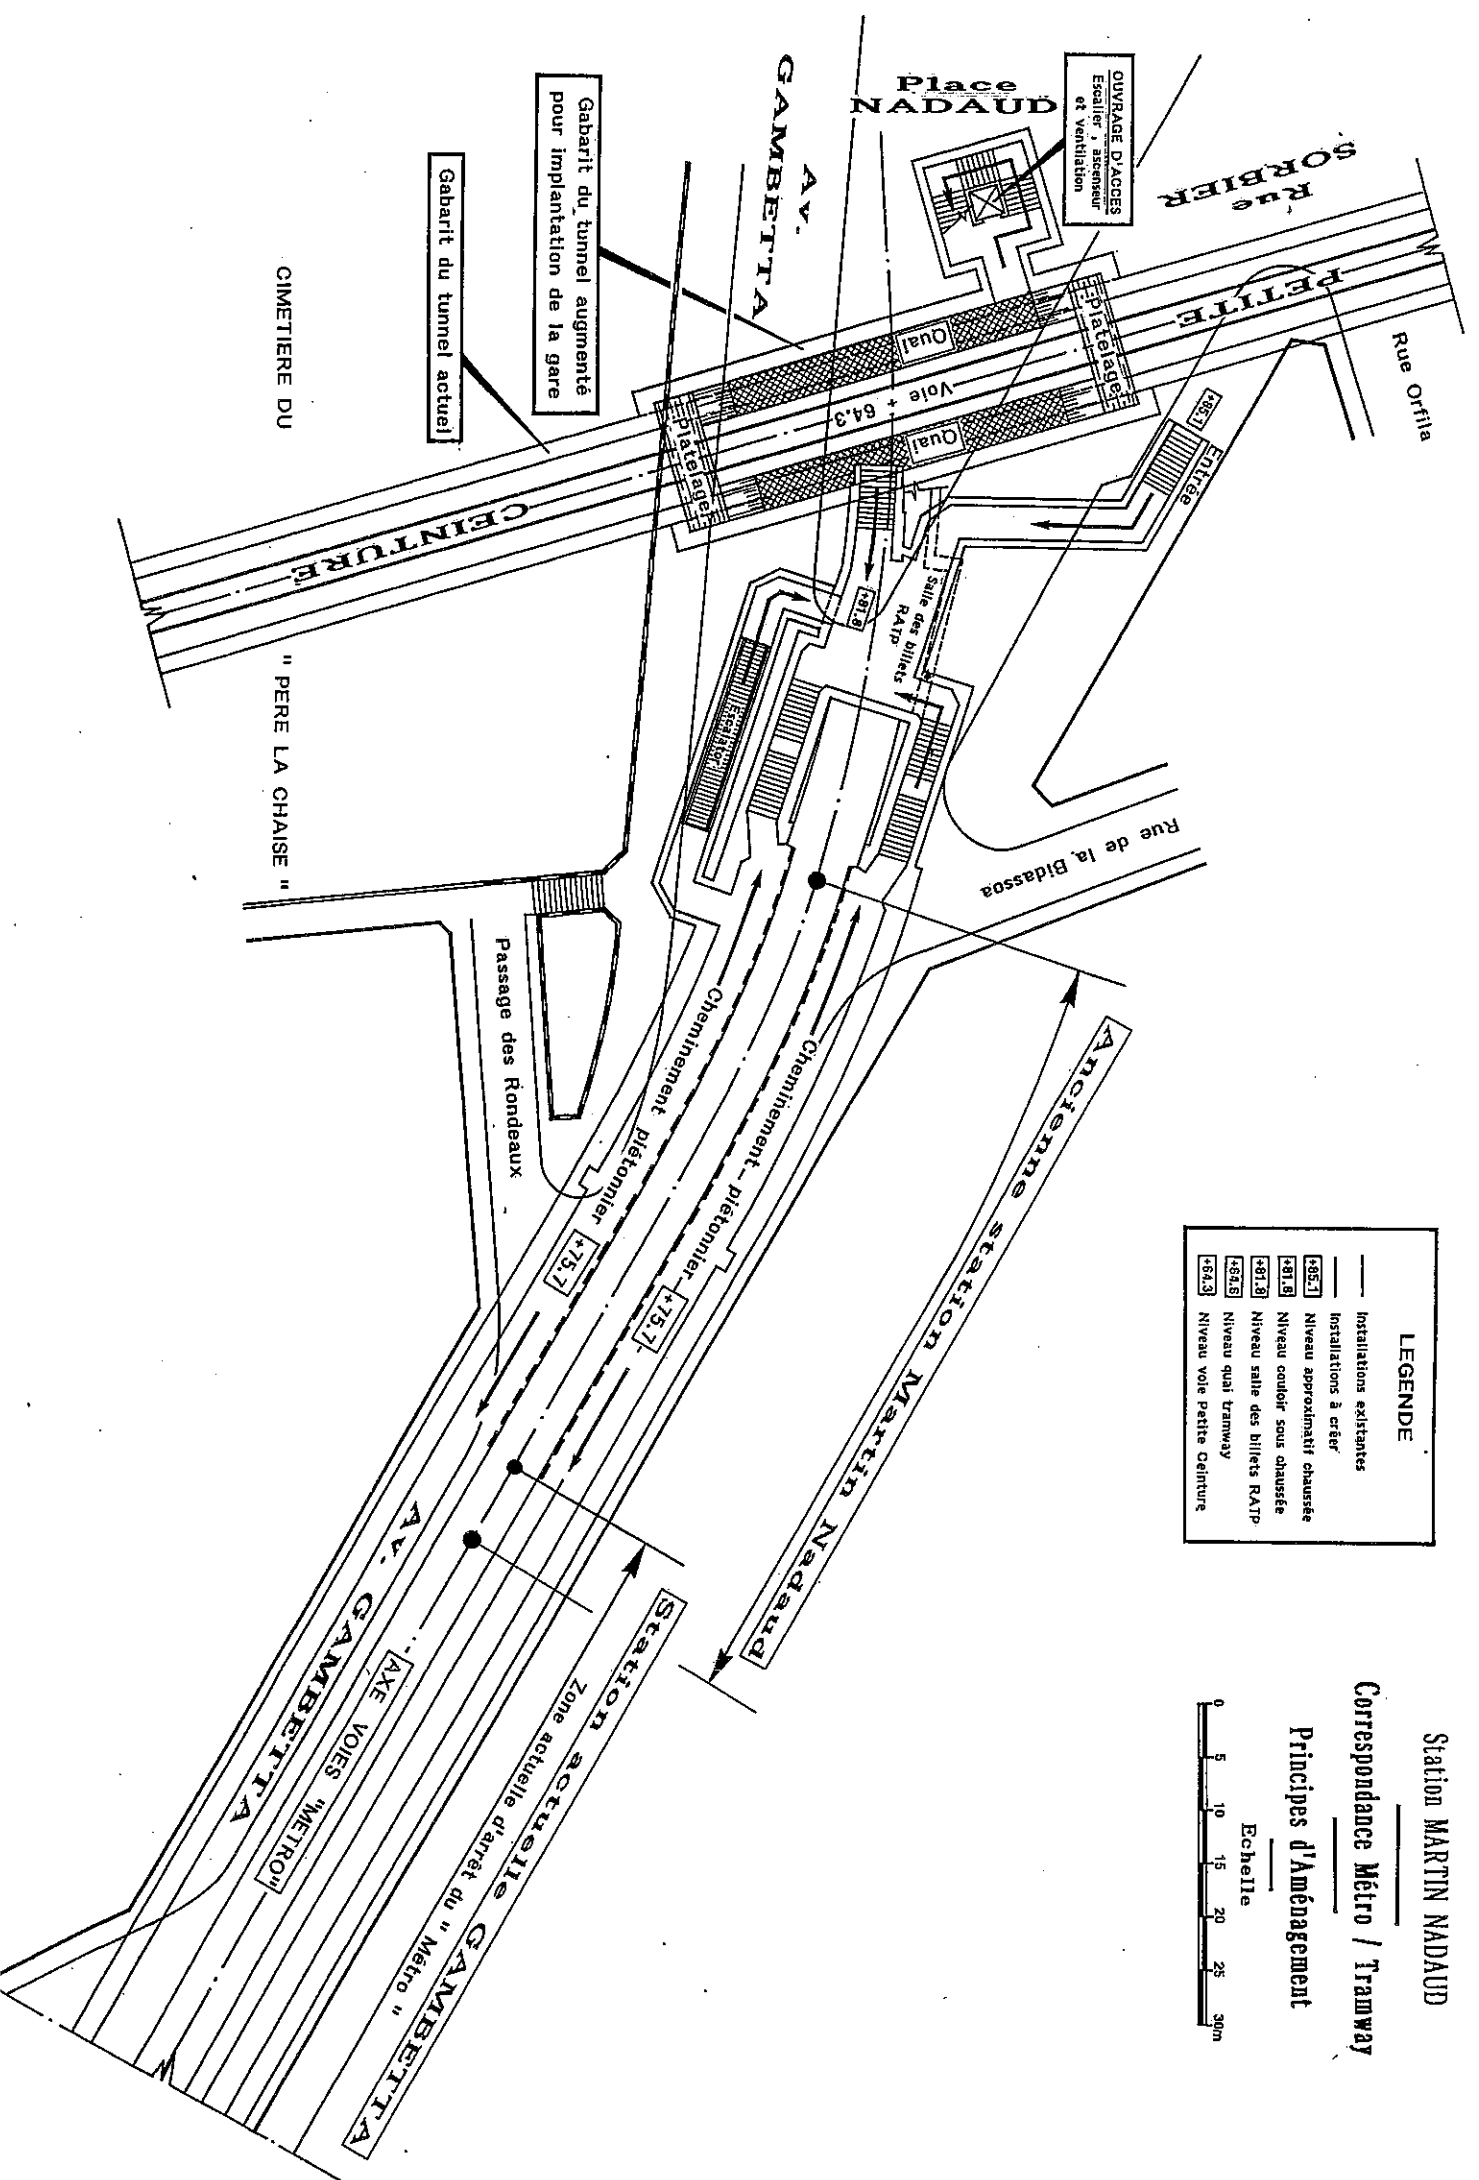 Station MARTIN NADAUD
Correspondance Métro / Tramway
Principes d'Aménagement
Echelle
0 5 10 15 20 25 30m
LEGENDE
Installations existantes
Installations à créer
+85.1 Niveau approximatif chaussée
+81.8 Niveau couloir sous chaussée
+81.8 Niveau salle des billets RATP
+64.6 Niveau quai tramway
+64.3 Niveau voie Petite Ceinture
OUVRAGE D'ACCES
Escalier, ascenseur
et ventilation
Place
NADAUD
Rue
SORBIER
Av.
GAMBETTA
Gabarit du tunnel augmenté
pour implantation de la gare
Gabarit du tunnel actuel
PETITE
CEINTURE
Platelage
Quai
Voie + 64.3
Quai
Platelage
Rue Orfila
+85.1
Entrée
Salle des billets
RATP
+81.8
Escalator
Rue de la Bidassoa
CIMETIERE DU
" PERE LA CHAISE "
Passage des Rondeaux
Cheminement piétonnier
+75.7
Cheminement piétonnier
+75.7
Ancienne station Martin Nadaud
Station actuelle GAMBETTA
Zone actuelle d'arrêt du " Métro "
AXE VOIES "METRO"
Av. GAMBETTA